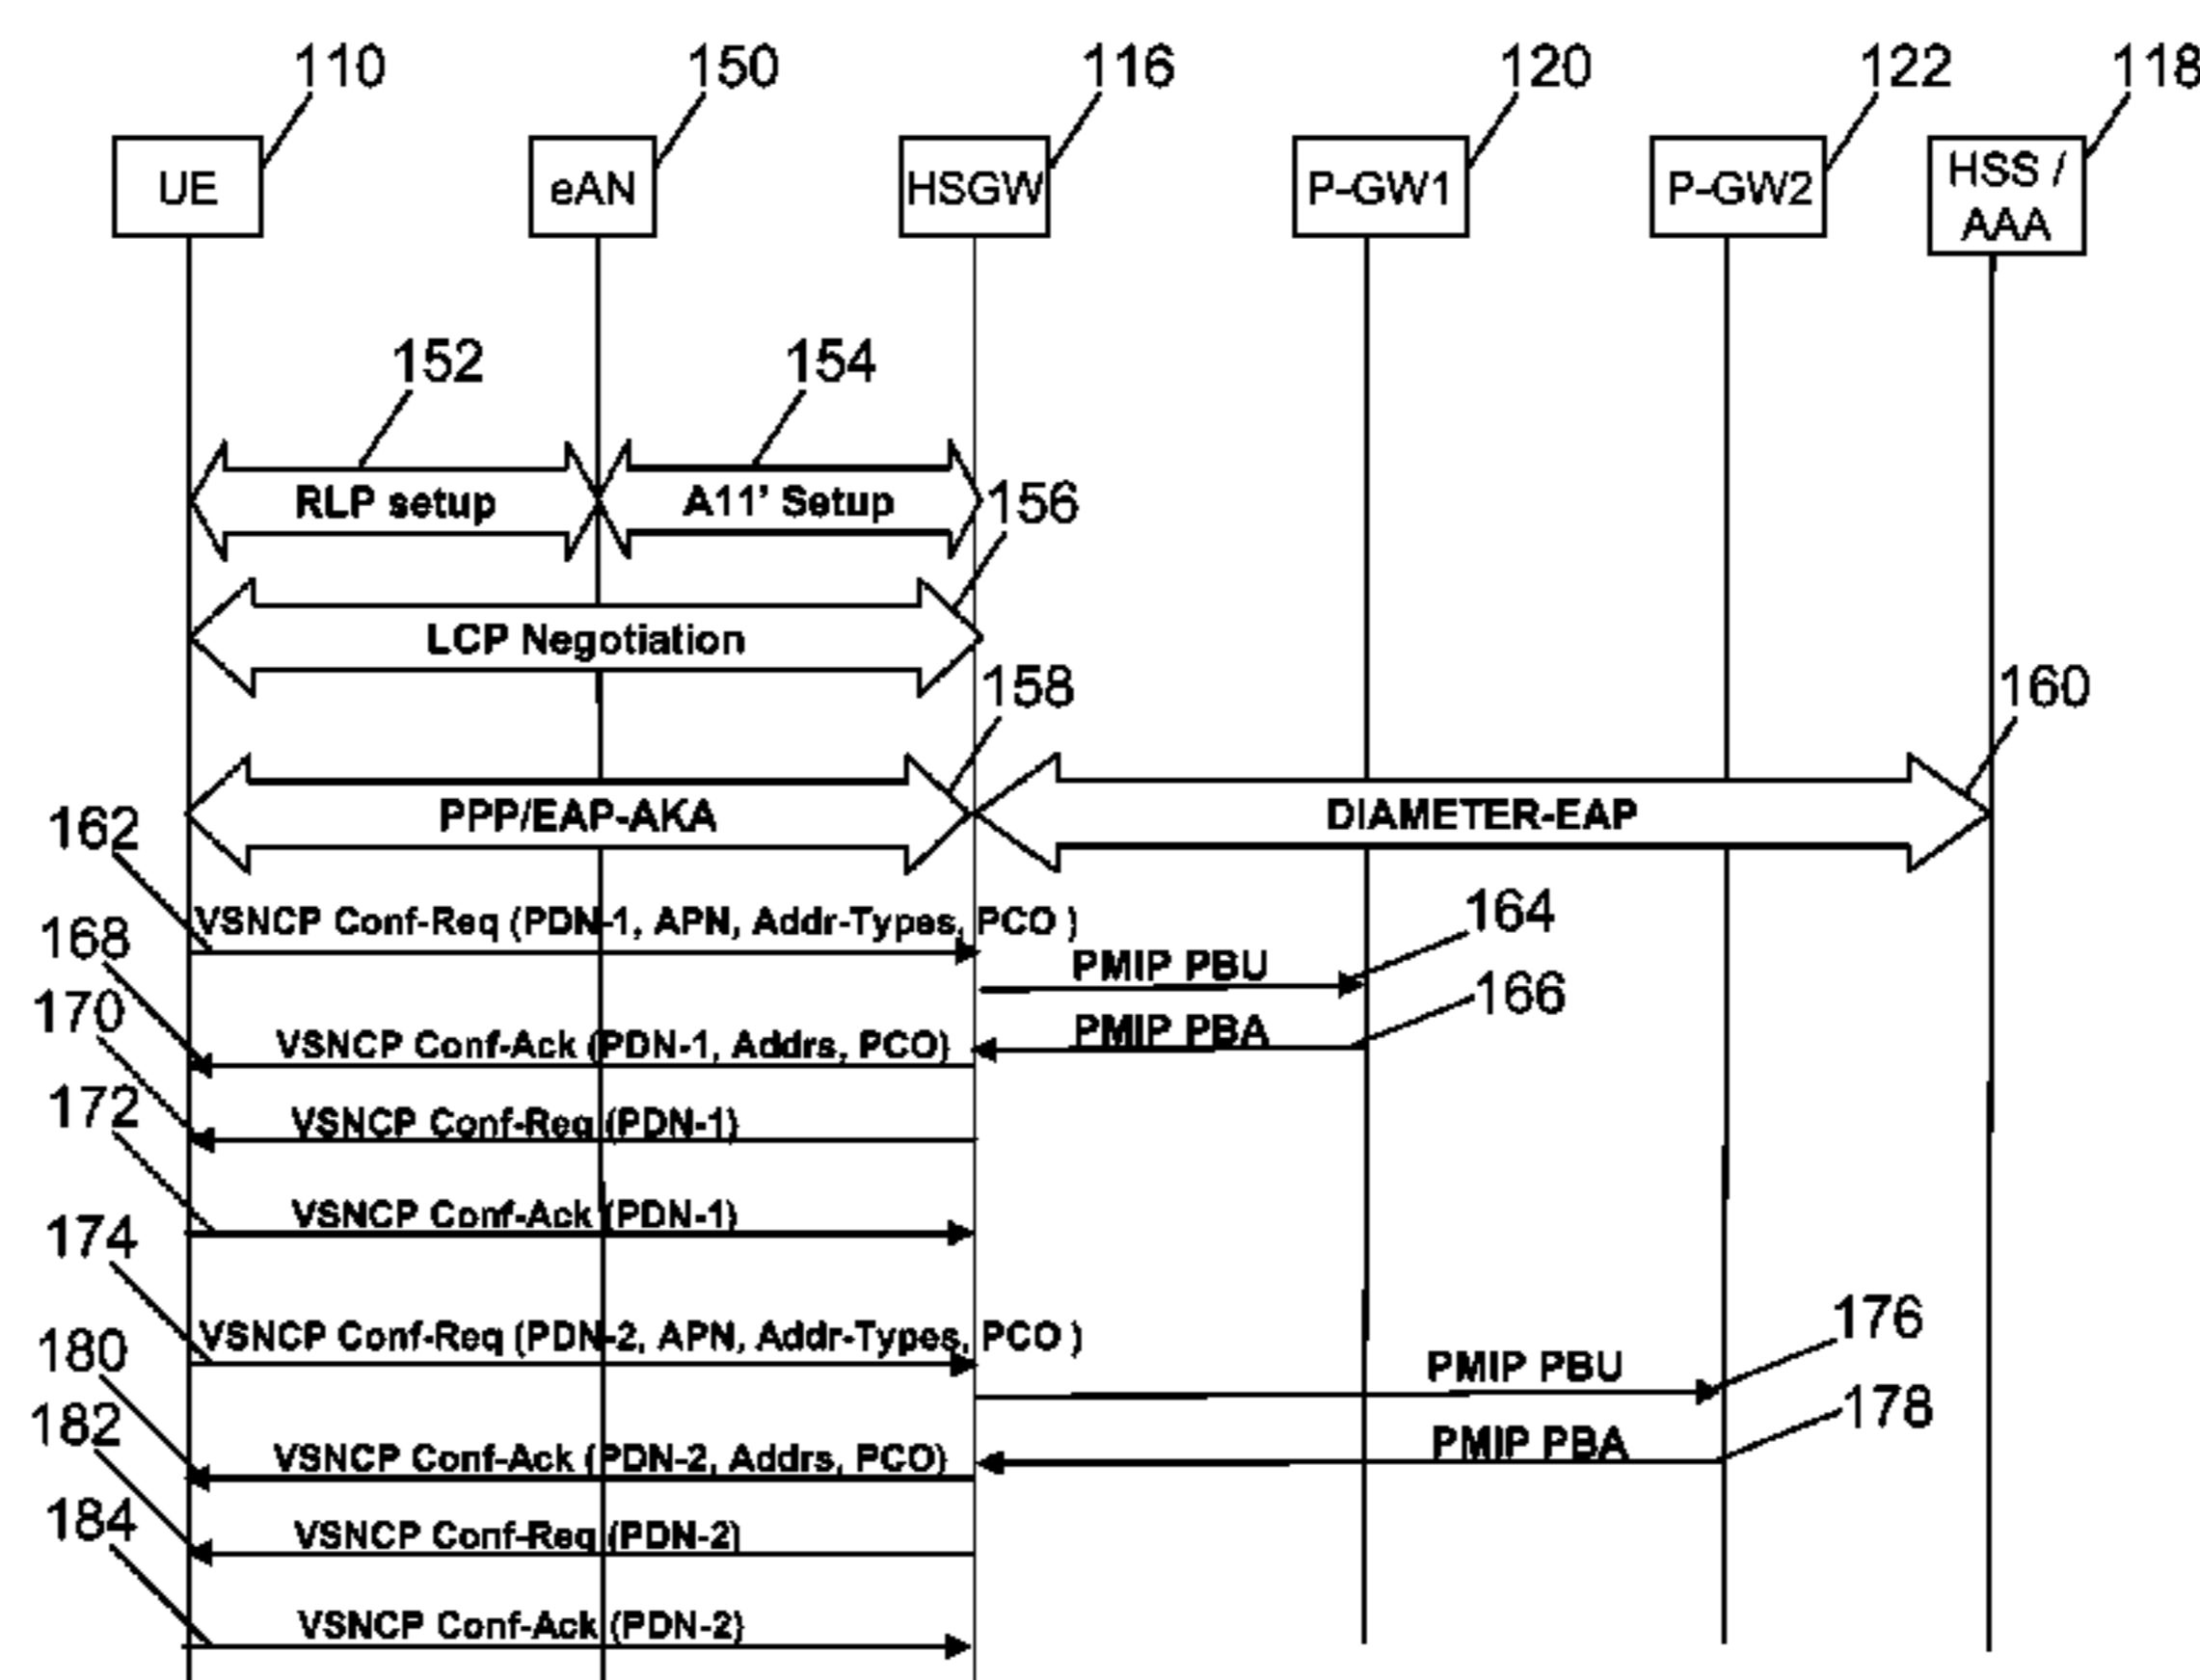 110 150 116 120 122 118
UE eAN HSGW P-GW1 P-GW2 HSS /
AAA
152 154
RLP setup A11' Setup 156
LCP Negotiation
158 160
PPP/EAP-AKA DIAMETER-EAP
162
VSNCP Conf-Req (PDN-1, APN, Addr-Types, PCO ) 164
168 PMIP PBU
170 166
VSNCP Conf-Ack (PDN-1, Addrs, PCO) PMIP PBA
172 VSNCP Conf-Req (PDN-1)
VSNCP Conf-Ack (PDN-1)
174
VSNCP Conf-Req (PDN-2, APN, Addr-Types, PCO ) 176
180 PMIP PBU
182 178
VSNCP Conf-Ack (PDN-2, Addrs, PCO) PMIP PBA
184 VSNCP Conf-Req (PDN-2)
VSNCP Conf-Ack (PDN-2)